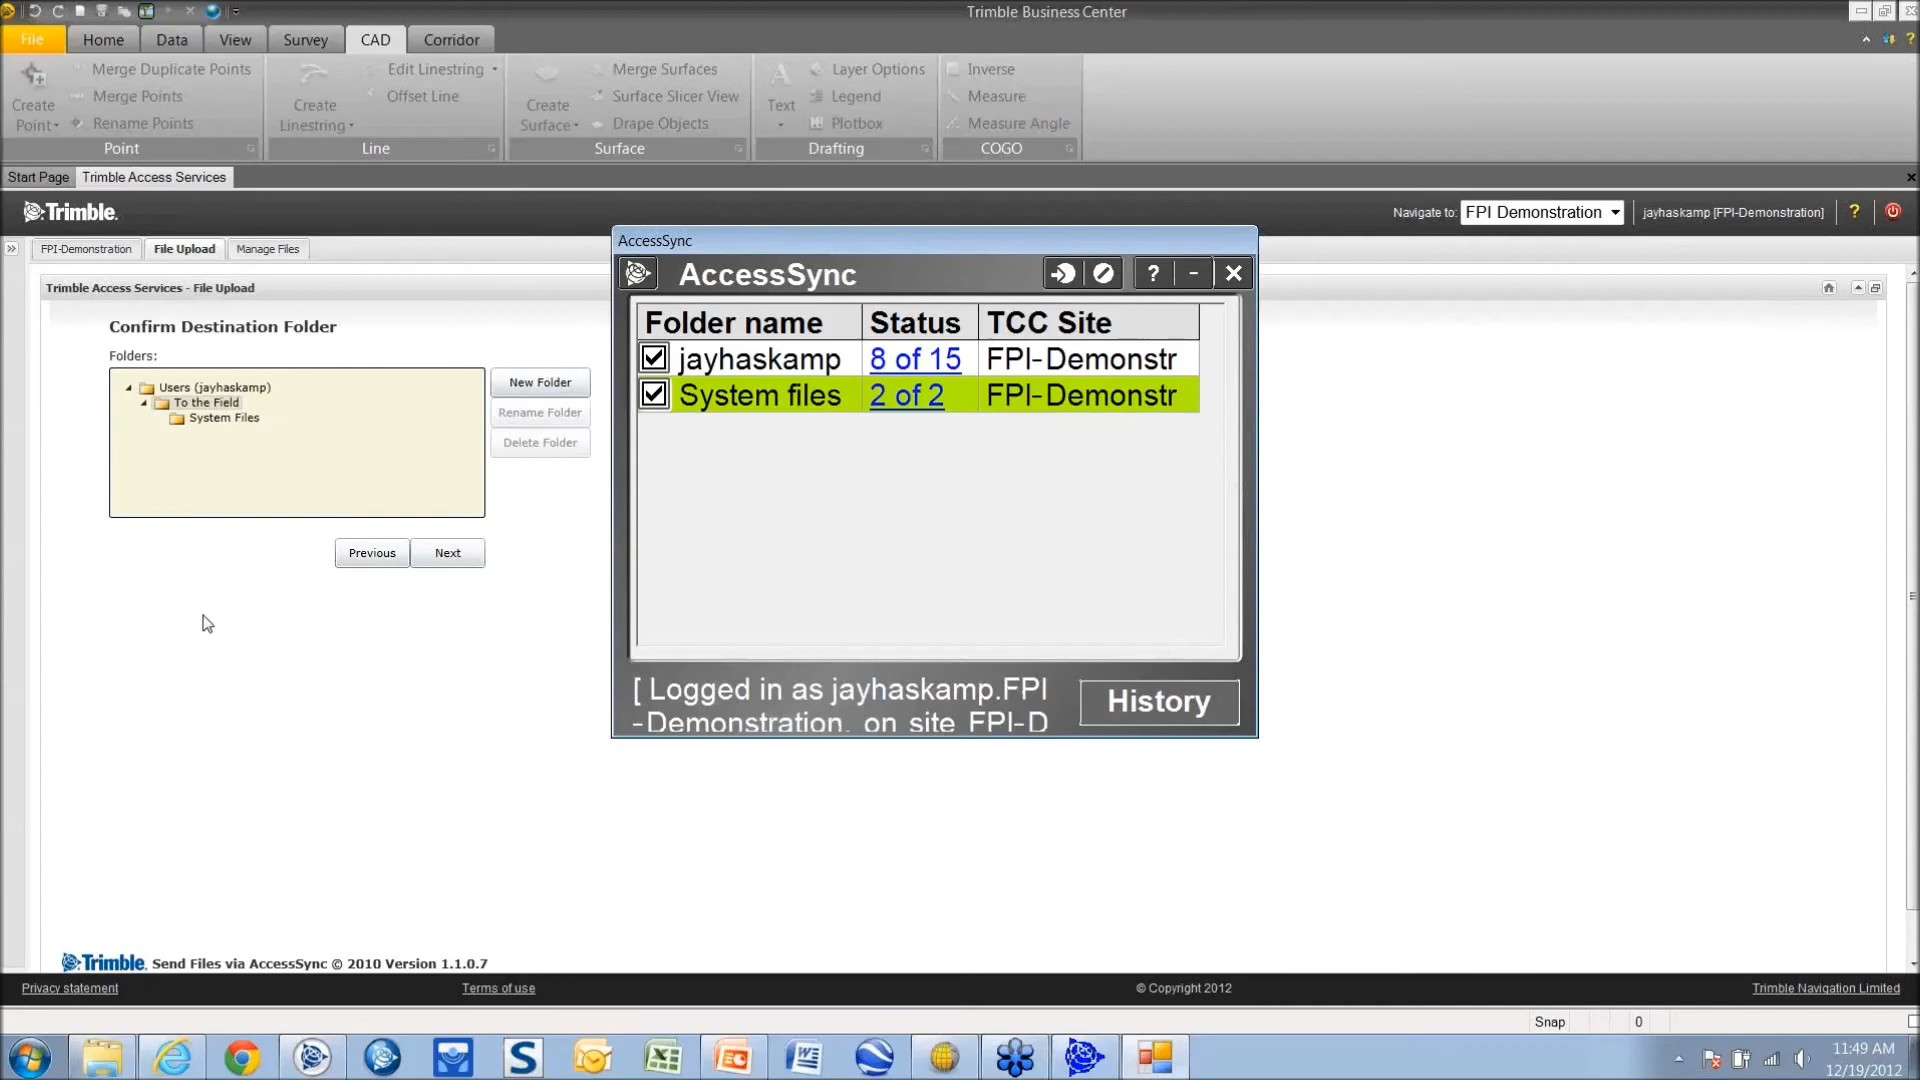 Trimble Business Center
File Home Data View Survey CAD Corridor
Create Point
Merge Duplicate Points
Merge Points
Rename Points
Point
Create Linestring
Edit Linestring
Offset Line
Line
Create Surface
Merge Surfaces
Surface Slicer View
Drape Objects
Surface
Text
Layer Options
Legend
Plotbox
Drafting
Inverse
Measure
Measure Angle
COGO
Start Page Trimble Access Services
Trimble.
Navigate to: FPI Demonstration jayhaskamp [FPI-Demonstration] ?
FPI-Demonstration File Upload Manage Files
Trimble Access Services - File Upload
Confirm Destination Folder
Folders:
Users (jayhaskamp)
To the Field
System Files
New Folder
Rename Folder
Delete Folder
Previous Next
AccessSync
AccessSync ? - X
Folder name Status TCC Site
jayhaskamp 8 of 15 FPI-Demonstr
System files 2 of 2 FPI-Demonstr
[ Logged in as jayhaskamp.FPI
-Demonstration, on site FPI-D
History
Trimble. Send Files via AccessSync © 2010 Version 1.1.0.7
Privacy statement Terms of use © Copyright 2012 Trimble Navigation Limited
Snap 0
11:49 AM
12/19/2012